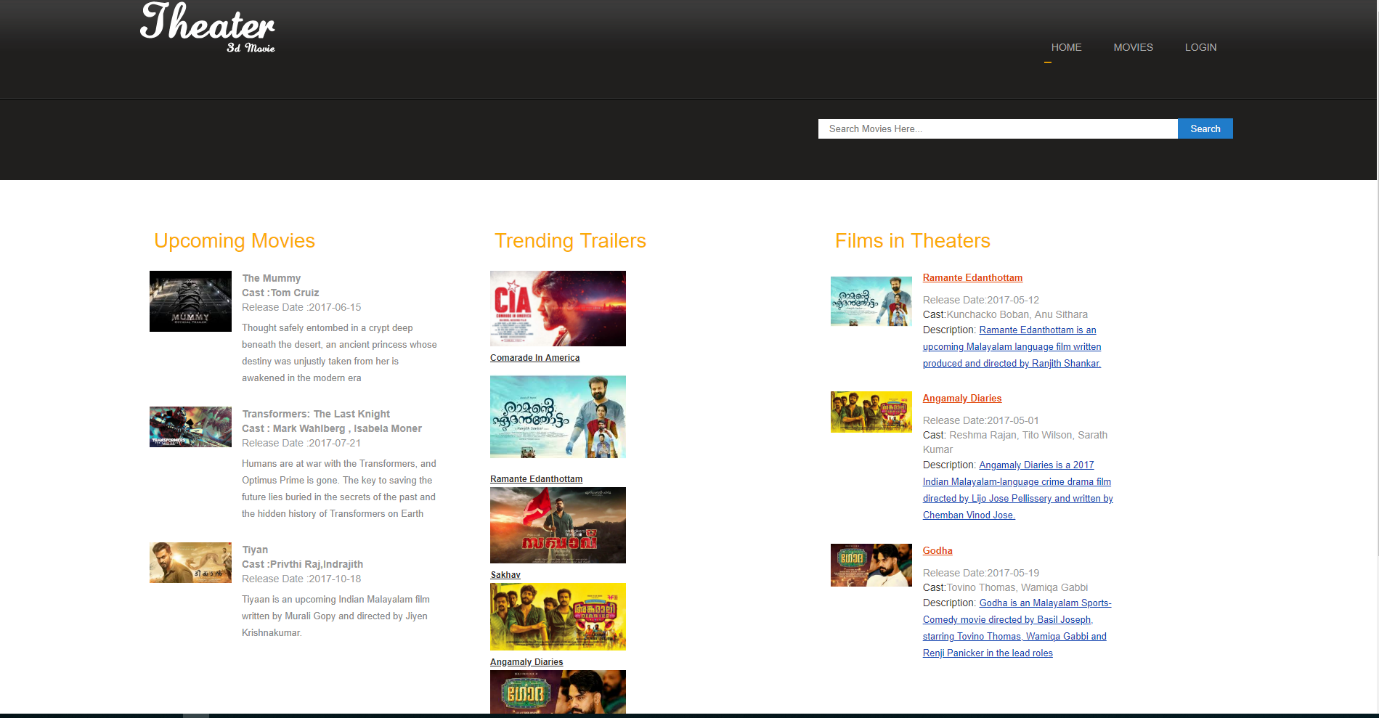 Theater
3d Movie
HOME
MOVIES
LOGIN
Search Movies Here...
Search
Upcoming Movies
MUMMY
The Mummy
Cast :Tom Cruiz
Release Date :2017-06-15
Thought safely entombed in a crypt deep
beneath the desert, an ancient princess whose
destiny was unjustly taken from her is
awakened in the modern era
Transformers: The Last Knight
Cast : Mark Wahlberg , Isabela Moner
Release Date :2017-07-21
Humans are at war with the Transformers, and
Optimus Prime is gone. The key to saving the
future lies buried in the secrets of the past and
the hidden history of Transformers on Earth
Tiyan
Cast :Privthi Raj,Indrajith
Release Date :2017-10-18
Tiyaan is an upcoming Indian Malayalam film
written by Murali Gopy and directed by Jiyen
Krishnakumar.
Trending Trailers
CIA
COMRADE IN AMERICA
Comarade In America
രാമന്റെ
ഏദൻതോട്ടം
Ramante Edanthottam
സഖാവ്
Sakhav
അങ്കമാലി
Angamaly Diaries
ഗോദ
Films in Theaters
രാമന്റെ
ഏദൻതോട്ടം
Ramante Edanthottam
Release Date:2017-05-12
Cast:Kunchacko Boban, Anu Sithara
Description: Ramante Edanthottam is an
upcoming Malayalam language film written
produced and directed by Ranjith Shankar.
Angamaly Diaries
Release Date:2017-05-01
Cast: Reshma Rajan, Tito Wilson, Sarath
Kumar
Description: Angamaly Diaries is a 2017
Indian Malayalam-language crime drama film
directed by Lijo Jose Pellissery and written by
Chemban Vinod Jose.
ഗോദ
Godha
Release Date:2017-05-19
Cast:Tovino Thomas, Wamiqa Gabbi
Description: Godha is an Malayalam Sports-
Comedy movie directed by Basil Joseph,
starring Tovino Thomas, Wamiqa Gabbi and
Renji Panicker in the lead roles